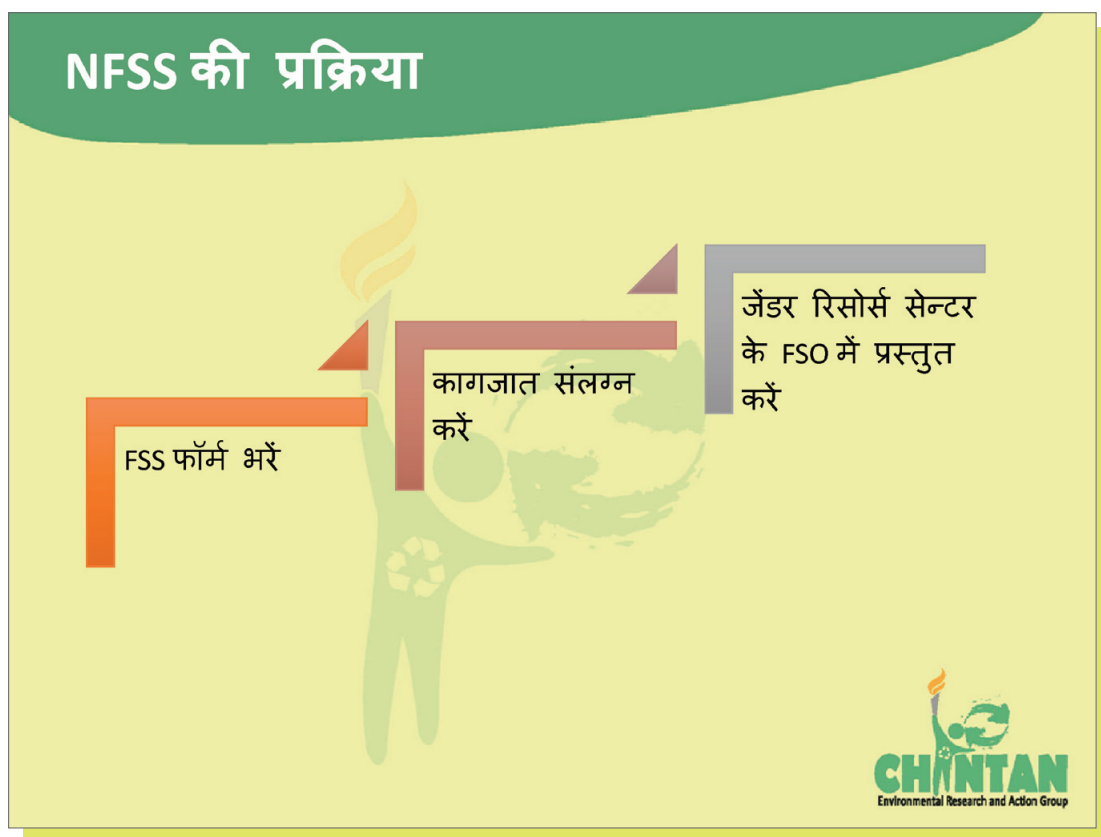 NFSS की प्रक्रिया
FSS फॉर्म भरें
कागजात संलग्न
करें
जेंडर रिसोर्स सेन्टर
के FSO में प्रस्तुत
करें
CHINTAN
Environmental Research and Action Group